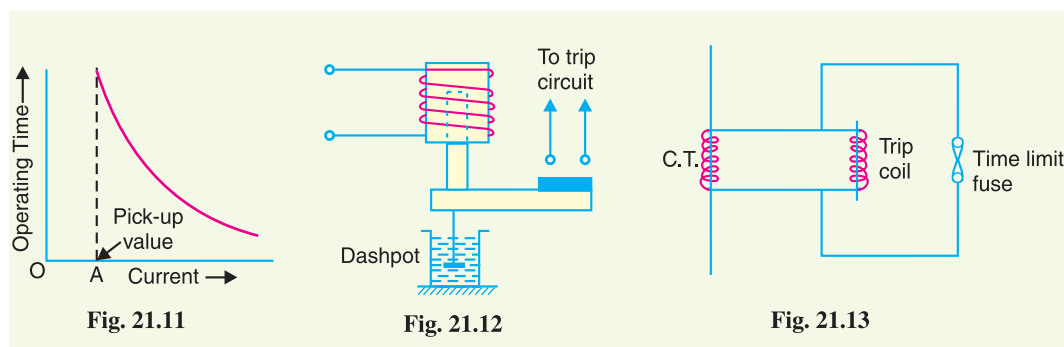 Operating Time
Pick-up
value
O
A
Current
Fig. 21.11
To trip
circuit
Dashpot
Fig. 21.12
C.T.
Trip
coil
Time limit
fuse
Fig. 21.13